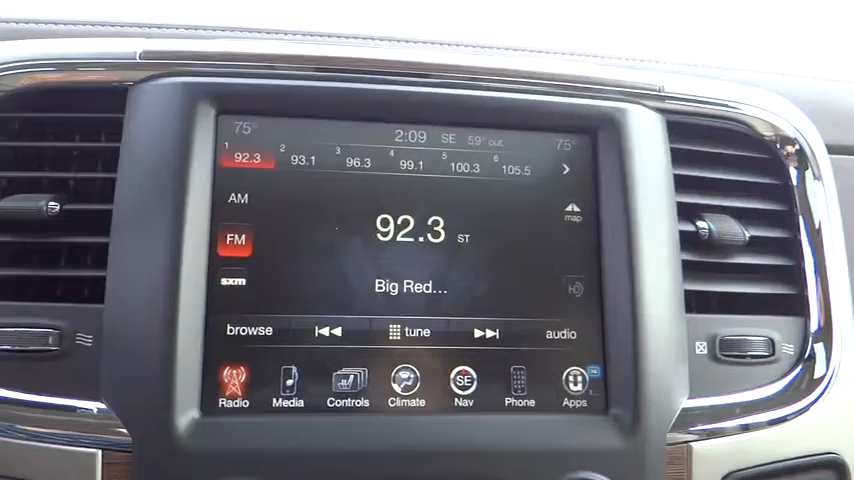 75° 2:09 SE 59° out. 75°
1 92.3 2 93.1 3 96.3 4 99.1 5 100.3 6 105.5
AM
92.3 ST
map
FM
sxm
Big Red...
HD
browse tune audio
SE
Radio Media Controls Climate Nav Phone Apps